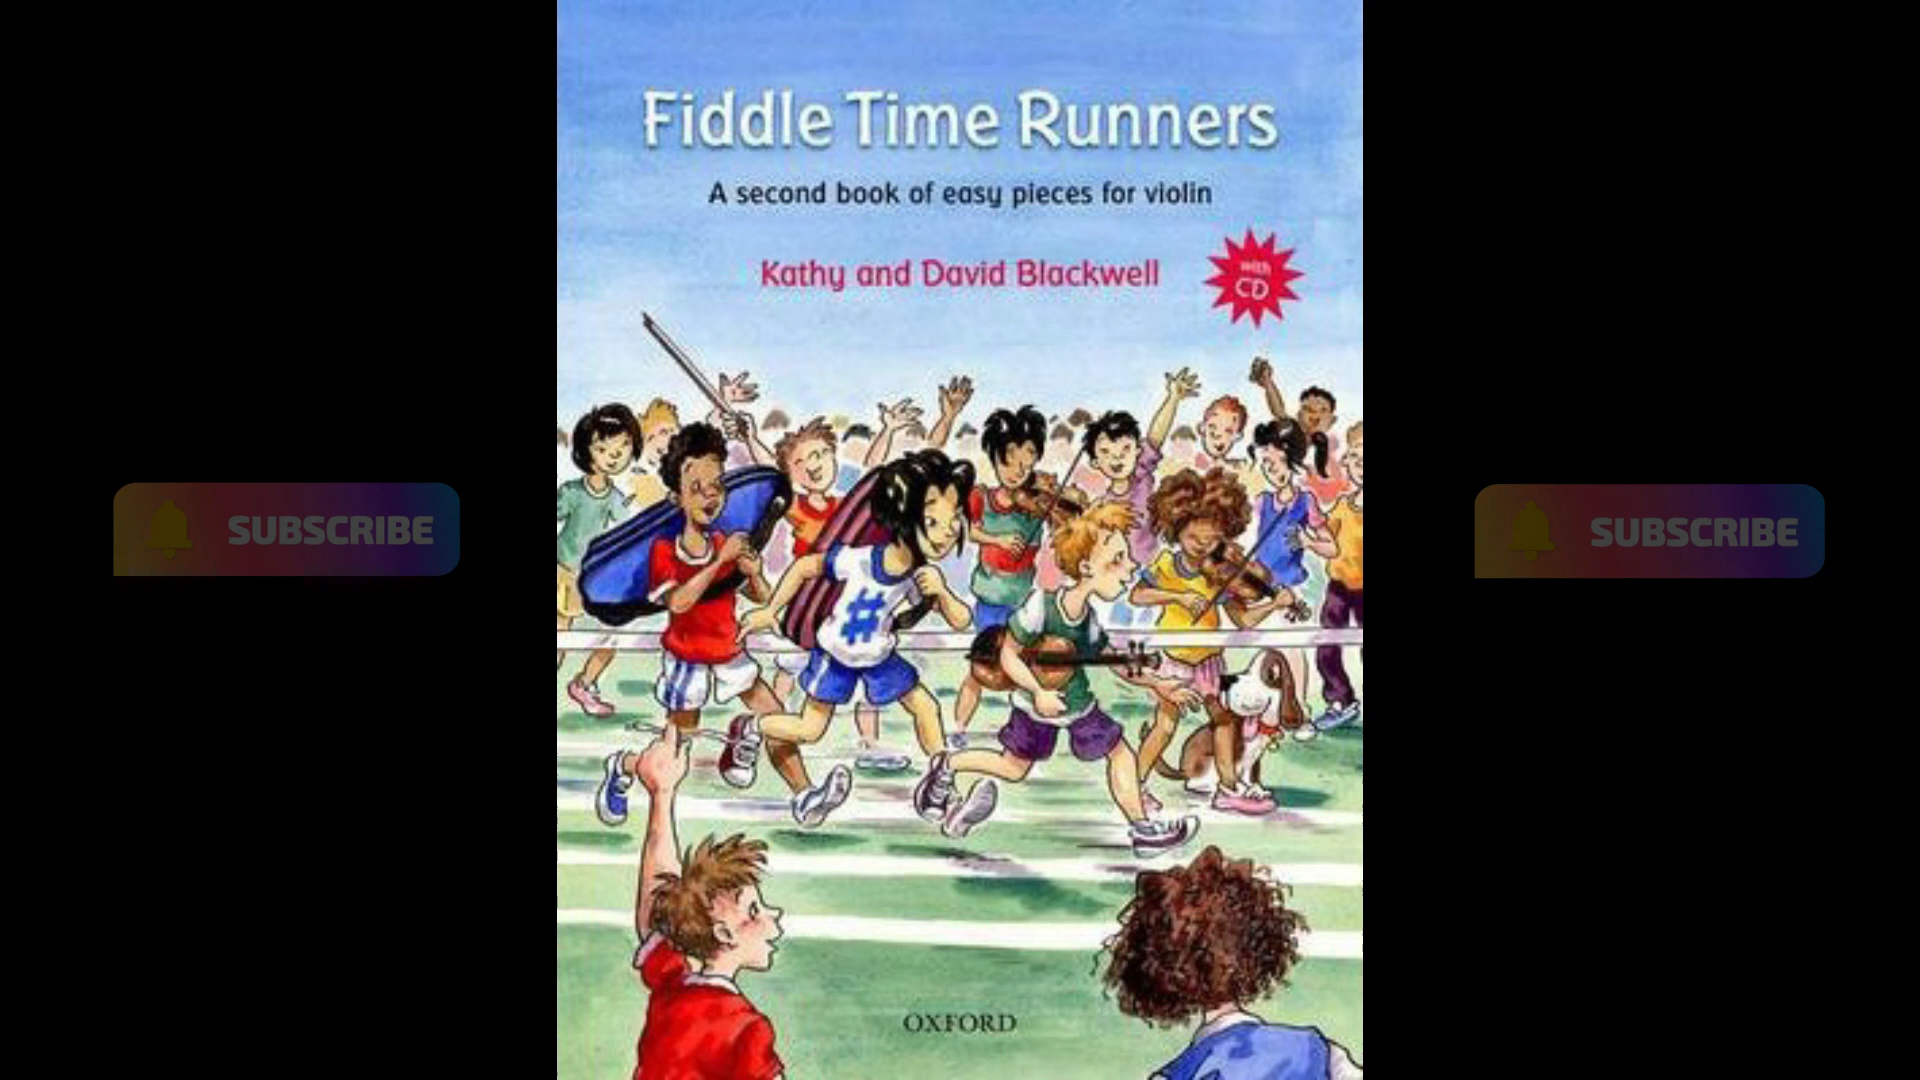 Fiddle Time Runners
A second book of easy pieces for violin
Kathy and David Blackwell
with
CD
SUBSCRIBE
SUBSCRIBE
#
OXFORD